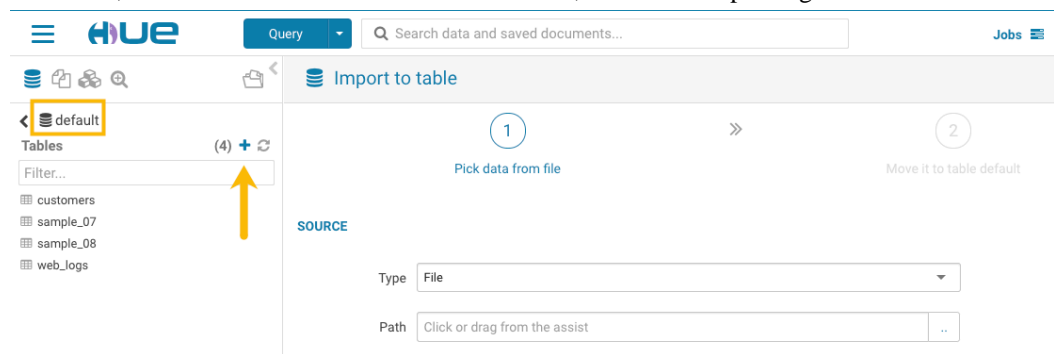 HUE Query Search data and saved documents... Jobs
Import to table
default
Tables (4)
Filter...
customers
sample_07
sample_08
web_logs
1 2
Pick data from file Move it to table default
SOURCE
Type File
Path Click or drag from the assist ..